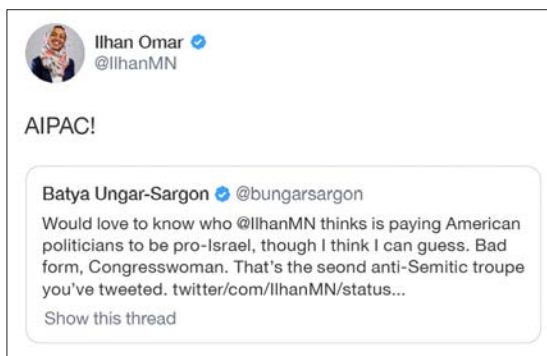 Ilhan Omar
@IlhanMN
AIPAC!
Batya Ungar-Sargon @bungarsargon
Would love to know who @IlhanMN thinks is paying American
politicians to be pro-Israel, though I think I can guess. Bad
form, Congresswoman. That's the seond anti-Semitic troupe
you've tweeted. twitter/com/IlhanMN/status...
Show this thread